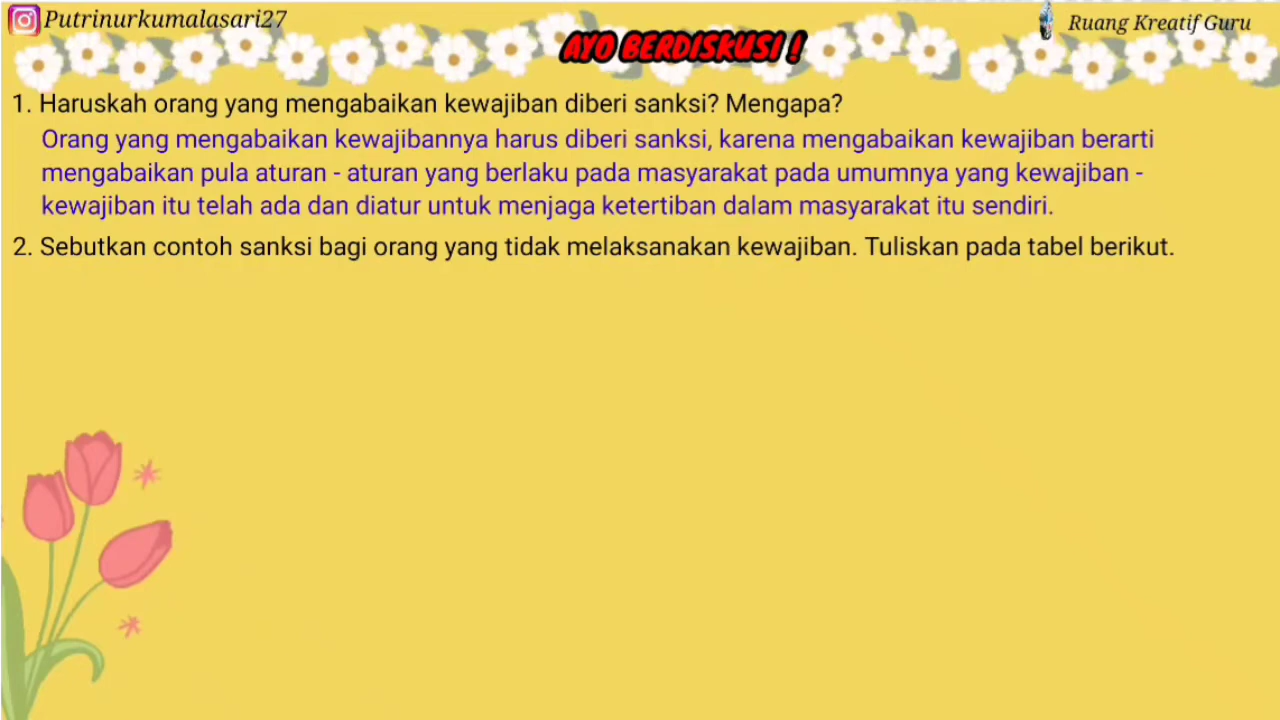 Putrinurkumalasari27
Ruang Kreatif Guru
AYO BERDISKUSI !
1. Haruskah orang yang mengabaikan kewajiban diberi sanksi? Mengapa?
Orang yang mengabaikan kewajibannya harus diberi sanksi, karena mengabaikan kewajiban berarti
mengabaikan pula aturan - aturan yang berlaku pada masyarakat pada umumnya yang kewajiban -
kewajiban itu telah ada dan diatur untuk menjaga ketertiban dalam masyarakat itu sendiri.
2. Sebutkan contoh sanksi bagi orang yang tidak melaksanakan kewajiban. Tuliskan pada tabel berikut.